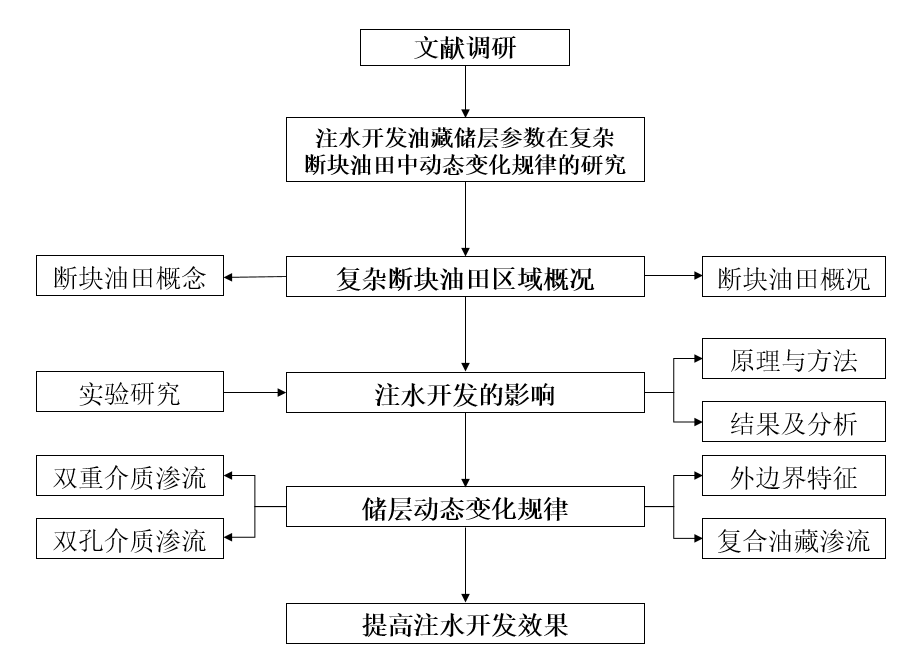 文献调研
注水开发油藏储层参数在复杂
断块油田中动态变化规律的研究
断块油田概念
复杂断块油田区域概况
断块油田概况
实验研究
注水开发的影响
原理与方法
结果及分析
双重介质渗流
双孔介质渗流
储层动态变化规律
外边界特征
复合油藏渗流
提高注水开发效果